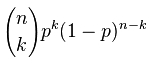 \binom{n}{k} p^k (1-p)^{n-k}